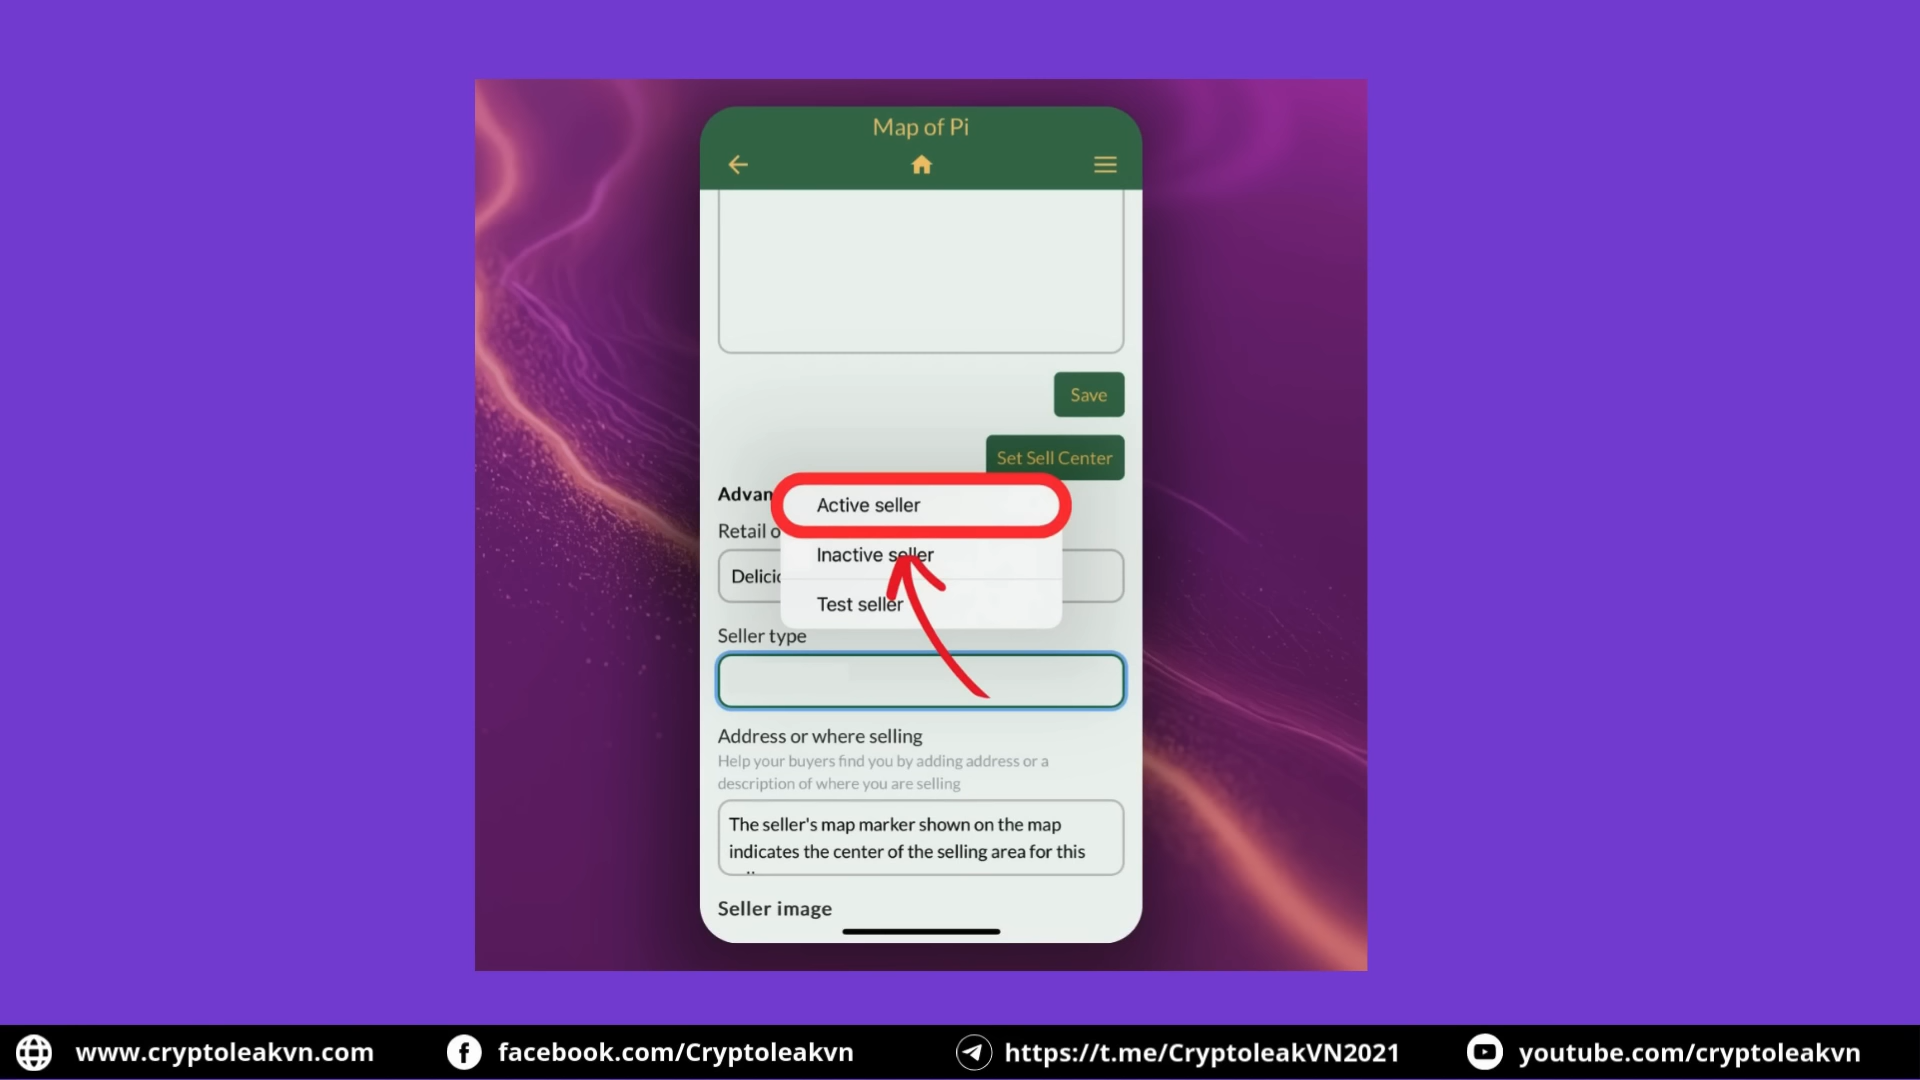 Map of Pi
Save
Set Sell Center
Advan
Active seller
Retail o
Inactive seller
Delici
Test seller
Seller type
Address or where selling
Help your buyers find you by adding address or a
description of where you are selling
The seller's map marker shown on the map
indicates the center of the selling area for this
Seller image
www.cryptoleakvn.com
facebook.com/Cryptoleakvn
https://t.me/CryptoleakVN2021
youtube.com/cryptoleakvn